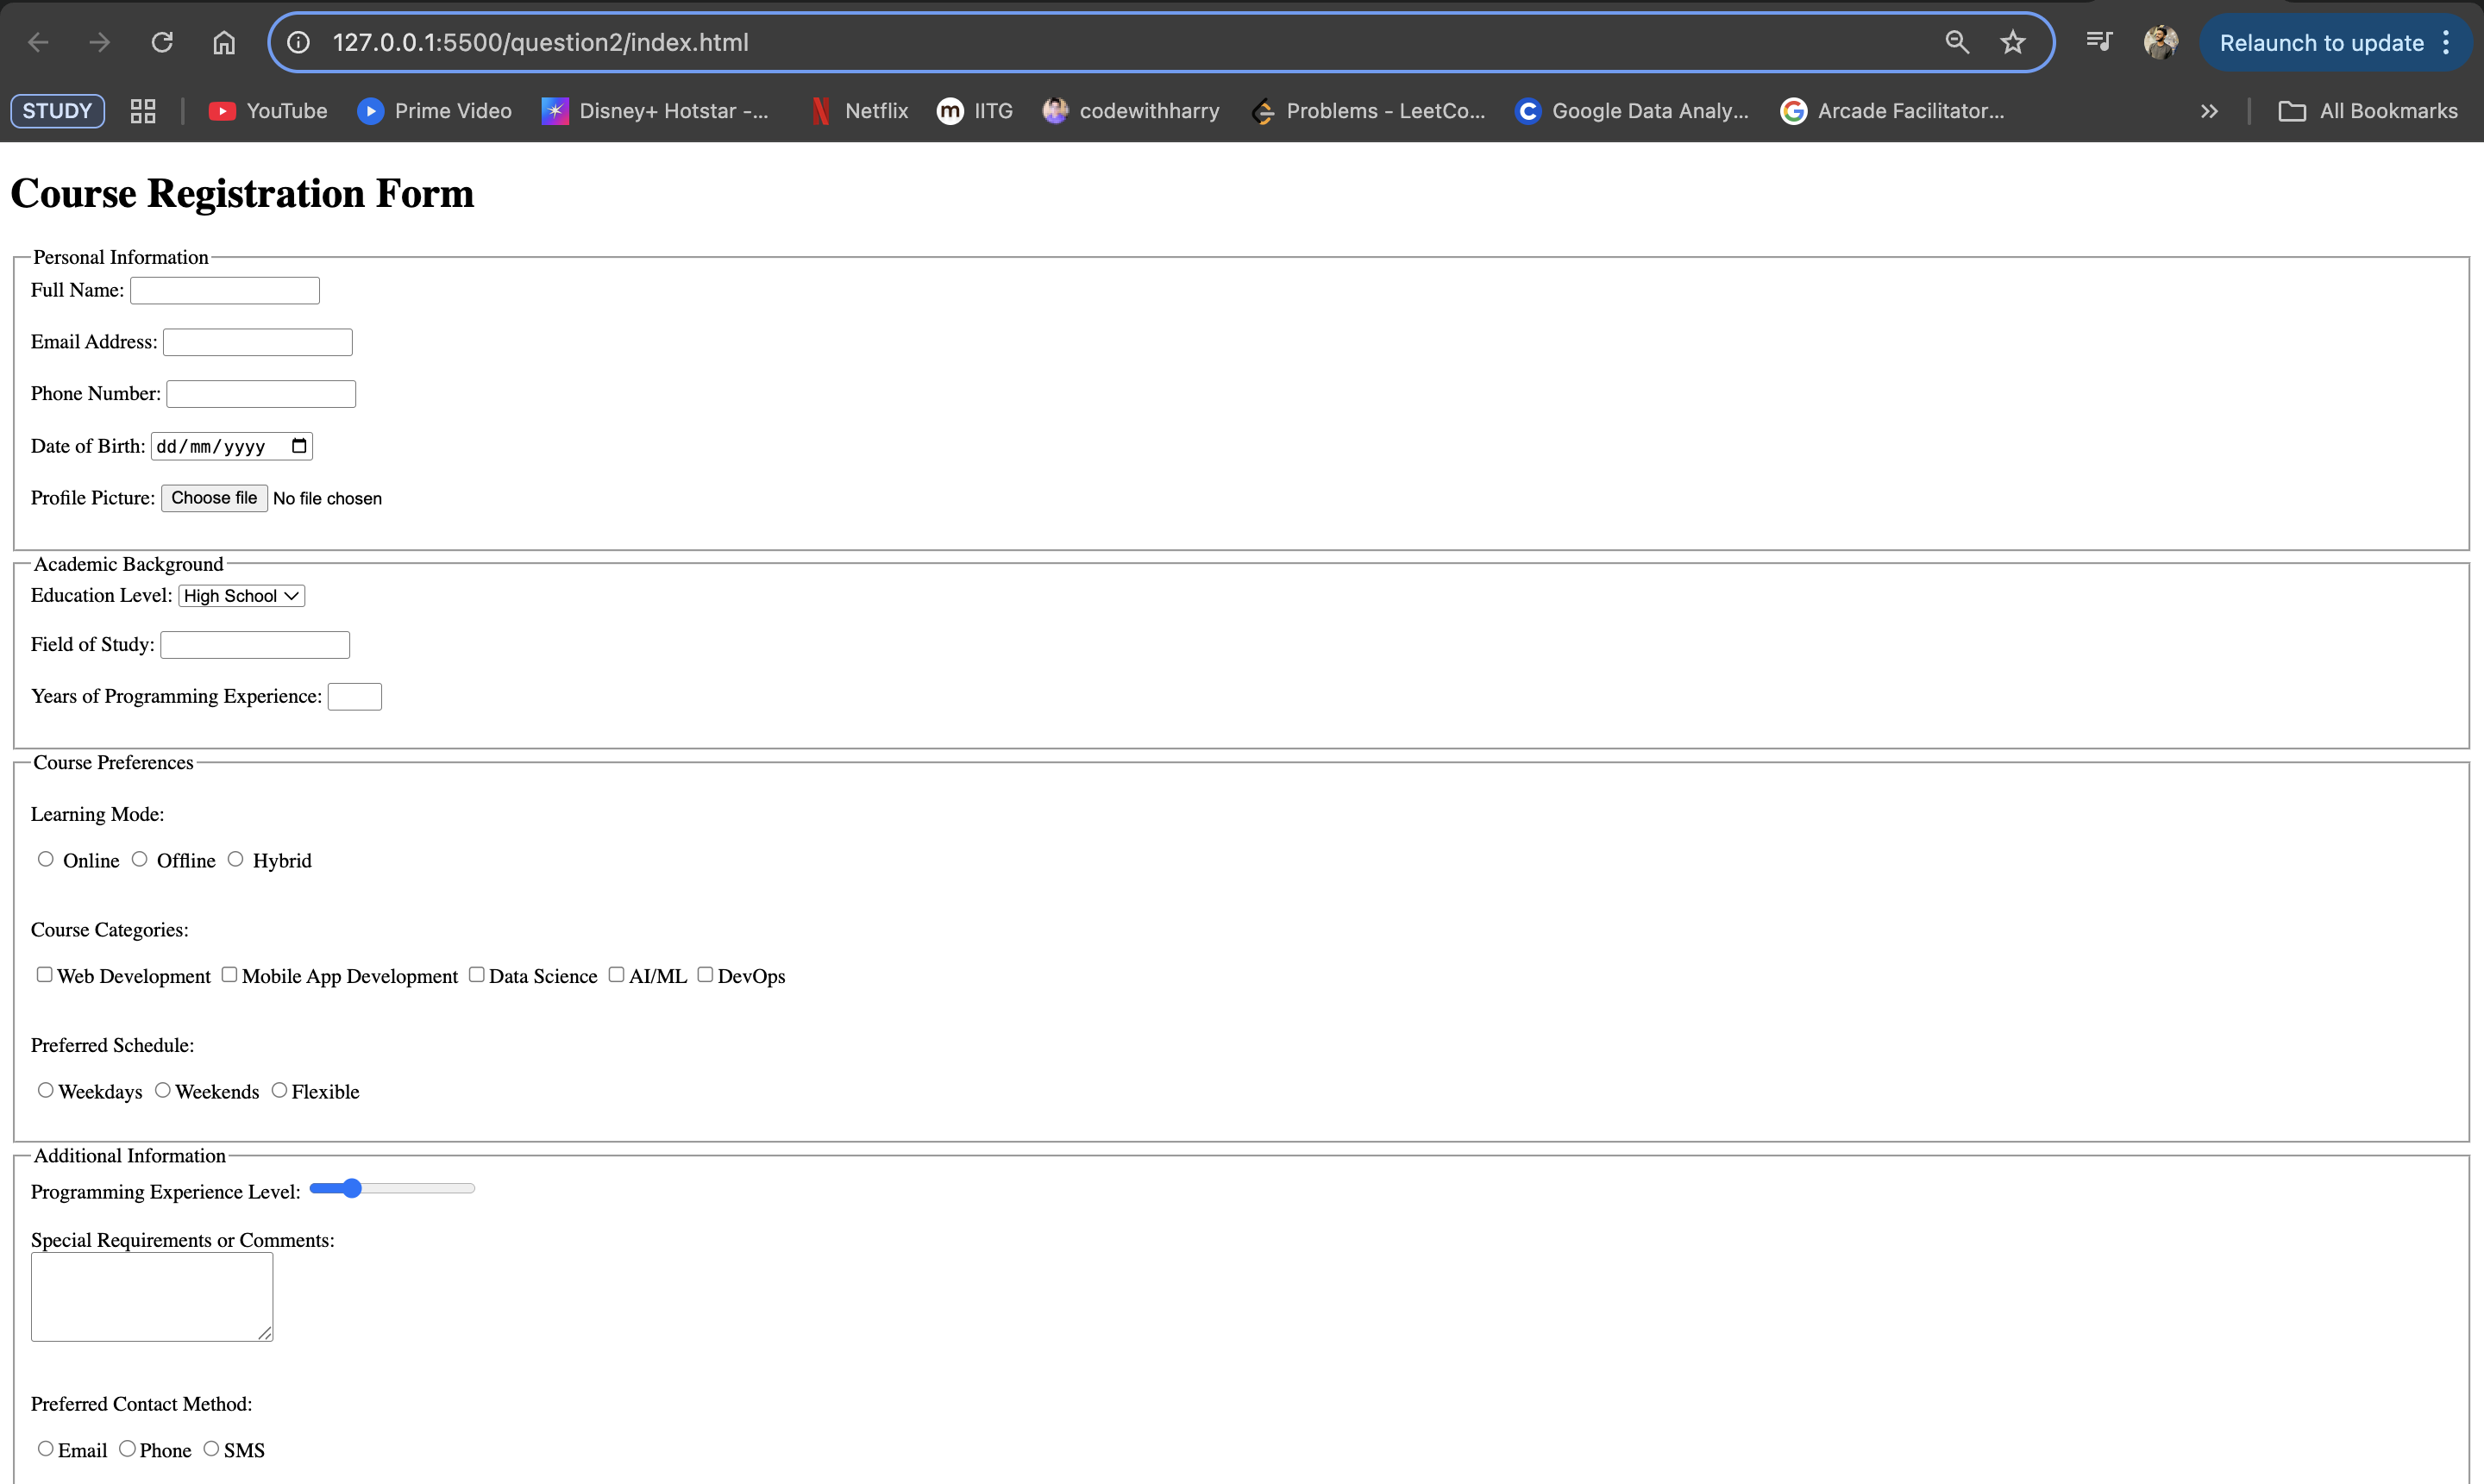 127.0.0.1:5500/question2/index.html
Relaunch to update
STUDY YouTube Prime Video Disney+ Hotstar -... Netflix m IITG codewithharry Problems - LeetCo... Google Data Analy... Arcade Facilitator... All Bookmarks
Course Registration Form
Personal Information
Full Name:
Email Address:
Phone Number:
Date of Birth: dd/mm/yyyy
Profile Picture: Choose file No file chosen
Academic Background
Education Level: High School
Field of Study:
Years of Programming Experience:
Course Preferences
Learning Mode:
Online Offline Hybrid
Course Categories:
Web Development Mobile App Development Data Science AI/ML DevOps
Preferred Schedule:
Weekdays Weekends Flexible
Additional Information
Programming Experience Level:
Special Requirements or Comments:
Preferred Contact Method:
Email Phone SMS